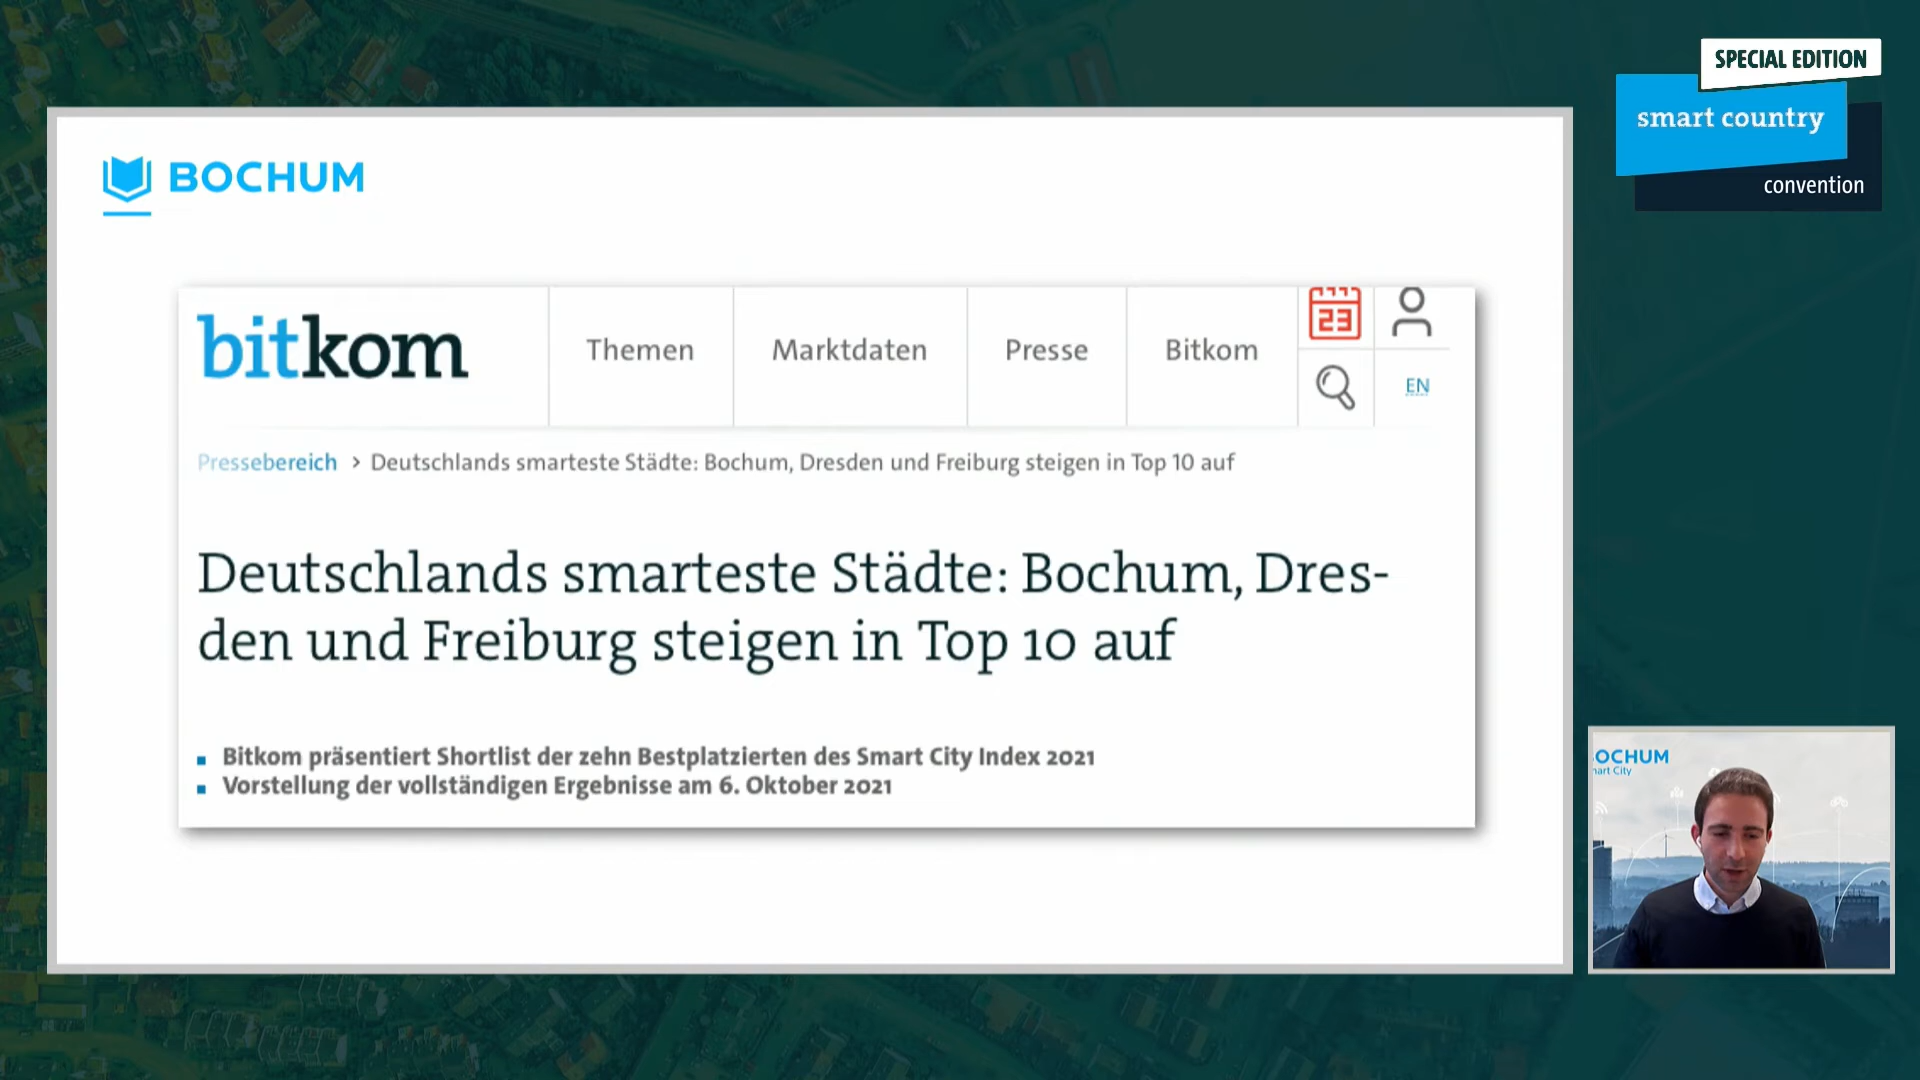 SPECIAL EDITION
smart country
convention
BOCHUM
bitkom
Themen
Marktdaten
Presse
Bitkom
23
EN
Pressebereich > Deutschlands smarteste Städte: Bochum, Dresden und Freiburg steigen in Top 10 auf
Deutschlands smarteste Städte: Bochum, Dres-
den und Freiburg steigen in Top 10 auf
Bitkom präsentiert Shortlist der zehn Bestplatzierten des Smart City Index 2021
Vorstellung der vollständigen Ergebnisse am 6. Oktober 2021
OCHUM
mart City